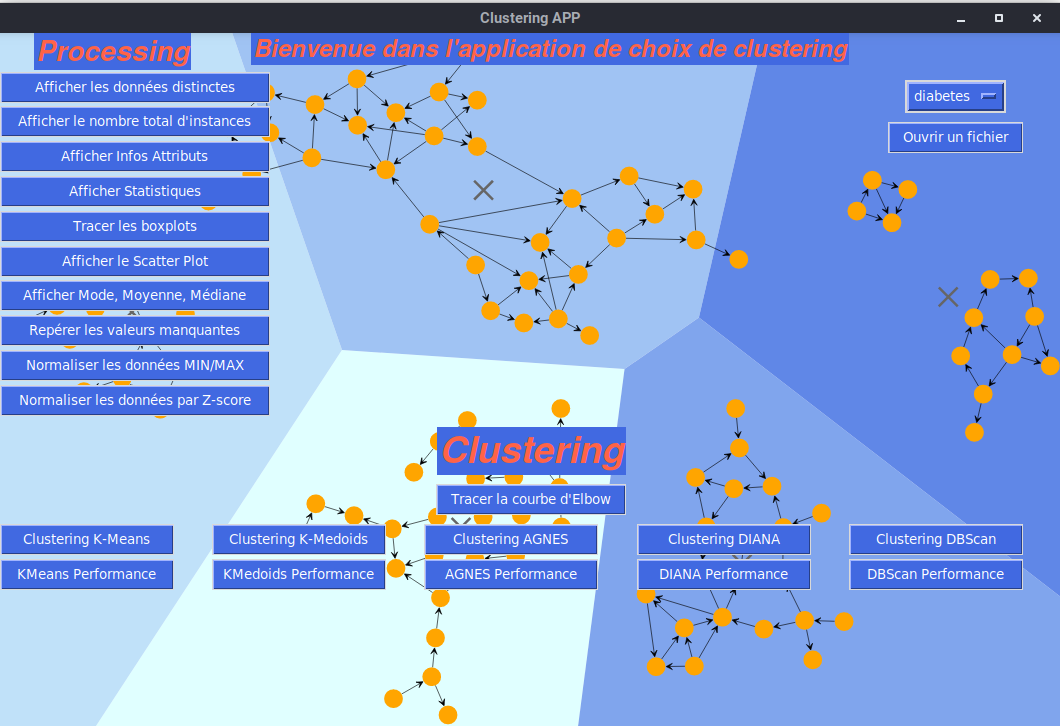 Clustering APP
Processing
Bienvenue dans l'application de choix de clustering
Afficher les données distinctes
diabetes
Afficher le nombre total d'instances
Ouvrir un fichier
Afficher Infos Attributs
Afficher Statistiques
Tracer les boxplots
Afficher le Scatter Plot
Afficher Mode, Moyenne, Médiane
Repérer les valeurs manquantes
Normaliser les données MIN/MAX
Normaliser les données par Z-score
Clustering
Tracer la courbe d'Elbow
Clustering K-Means
Clustering K-Medoids
Clustering AGNES
Clustering DIANA
Clustering DBScan
KMeans Performance
KMedoids Performance
AGNES Performance
DIANA Performance
DBScan Performance